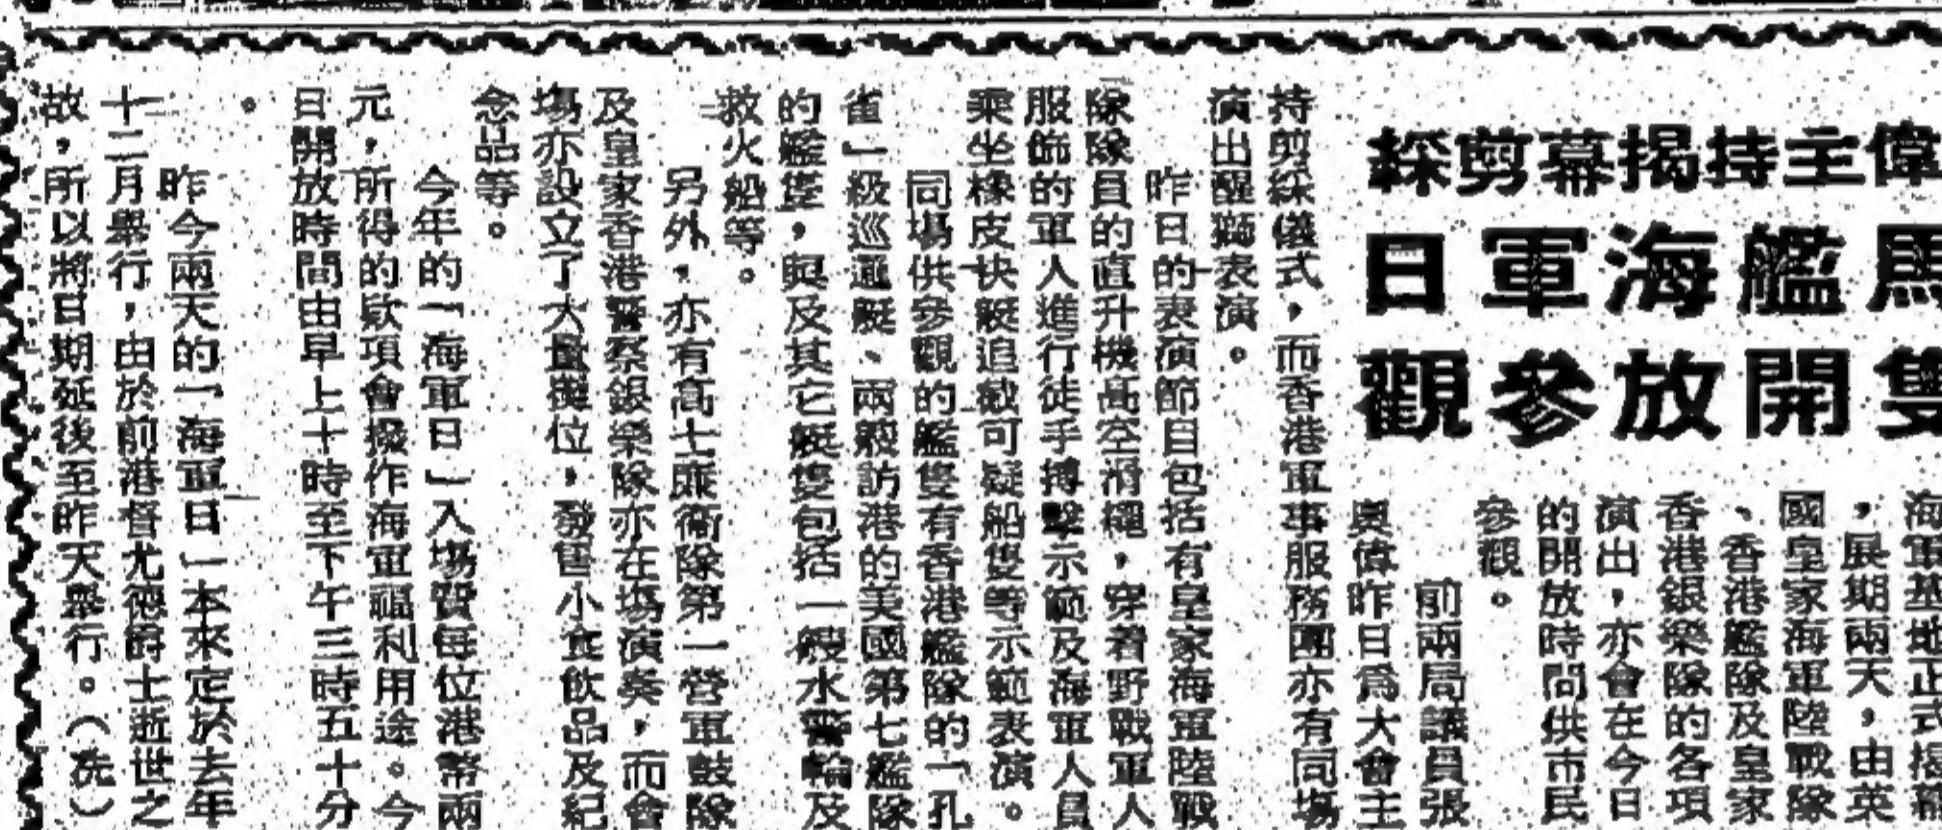 偉主持揭幕剪綵
馬艦海軍日
雙開放參觀
海軍基地正式揭幕
，展期兩天，由英
國皇家海軍陸戰隊
、香港艦隊及皇家
香港銀樂隊的各項
演出，亦會在今日
的開放時間供市民
參觀。
前兩局議員張
奧偉昨日為大會主
持剪綵儀式，而香港軍事服務團亦有同場
演出醒獅表演。
昨日的表演節目包括有皇家海軍陸戰
隊隊員的直升機高空滑繩，穿着野戰軍人
服飾的軍人進行徒手搏擊示範及海軍人員
乘坐橡皮快艇追截可疑船隻等示範表演。
同場供參觀的艦隻有香港艦隊的「孔
雀」級巡邏艇、兩艘訪港的美國第七艦隊
的艦隻，與及其它艇隻包括一艘水警輪及
救火船等。
另外，亦有高士廉衞隊第一營軍鼓隊
及皇家香港警察銀樂隊亦在場演奏，而會
場亦設立了大量攤位，發售小食飲品及紀
念品等。
今年的「海軍日」入場費每位港幣兩
元，所得的款項會撥作海軍福利用途。今
日開放時間由早上十時至下午三時五十分
。
昨今兩天的「海軍日」本來定於去年
十二月舉行，由於前港督尤德爵士逝世之
故，所以將日期延後至昨天舉行。（冼）